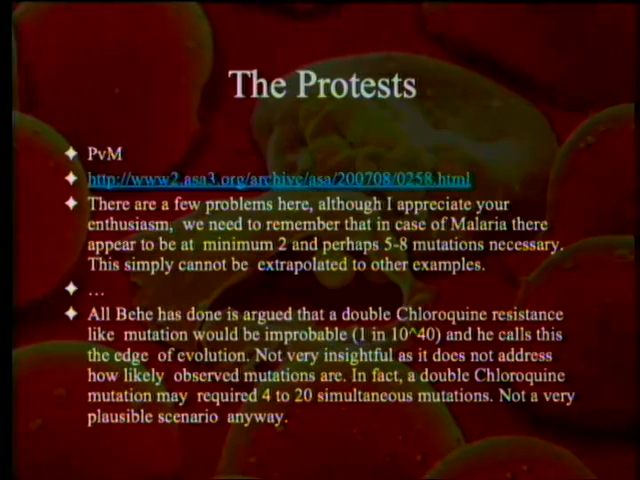 The Protests
PvM
http://www2.asa3.org/archive/asa/200708/0258.html
There are a few problems here, although I appreciate your
enthusiasm, we need to remember that in case of Malaria there
appear to be at minimum 2 and perhaps 5-8 mutations necessary.
This simply cannot be extrapolated to other examples.
…
All Behe has done is argued that a double Chloroquine resistance
like mutation would be improbable (1 in 10^40) and he calls this
the edge of evolution. Not very insightful as it does not address
how likely observed mutations are. In fact, a double Chloroquine
mutation may required 4 to 20 simultaneous mutations. Not a very
plausible scenario anyway.